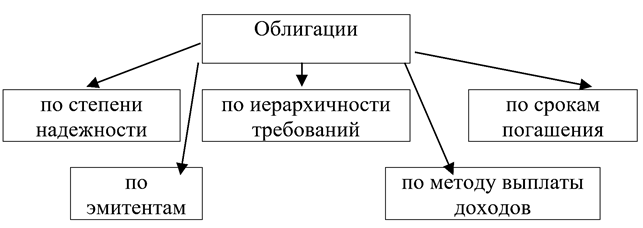 Облигации
по степени
надежности
по иерархичности
требований
по срокам
погашения
по
эмитентам
по методу выплаты
доходов